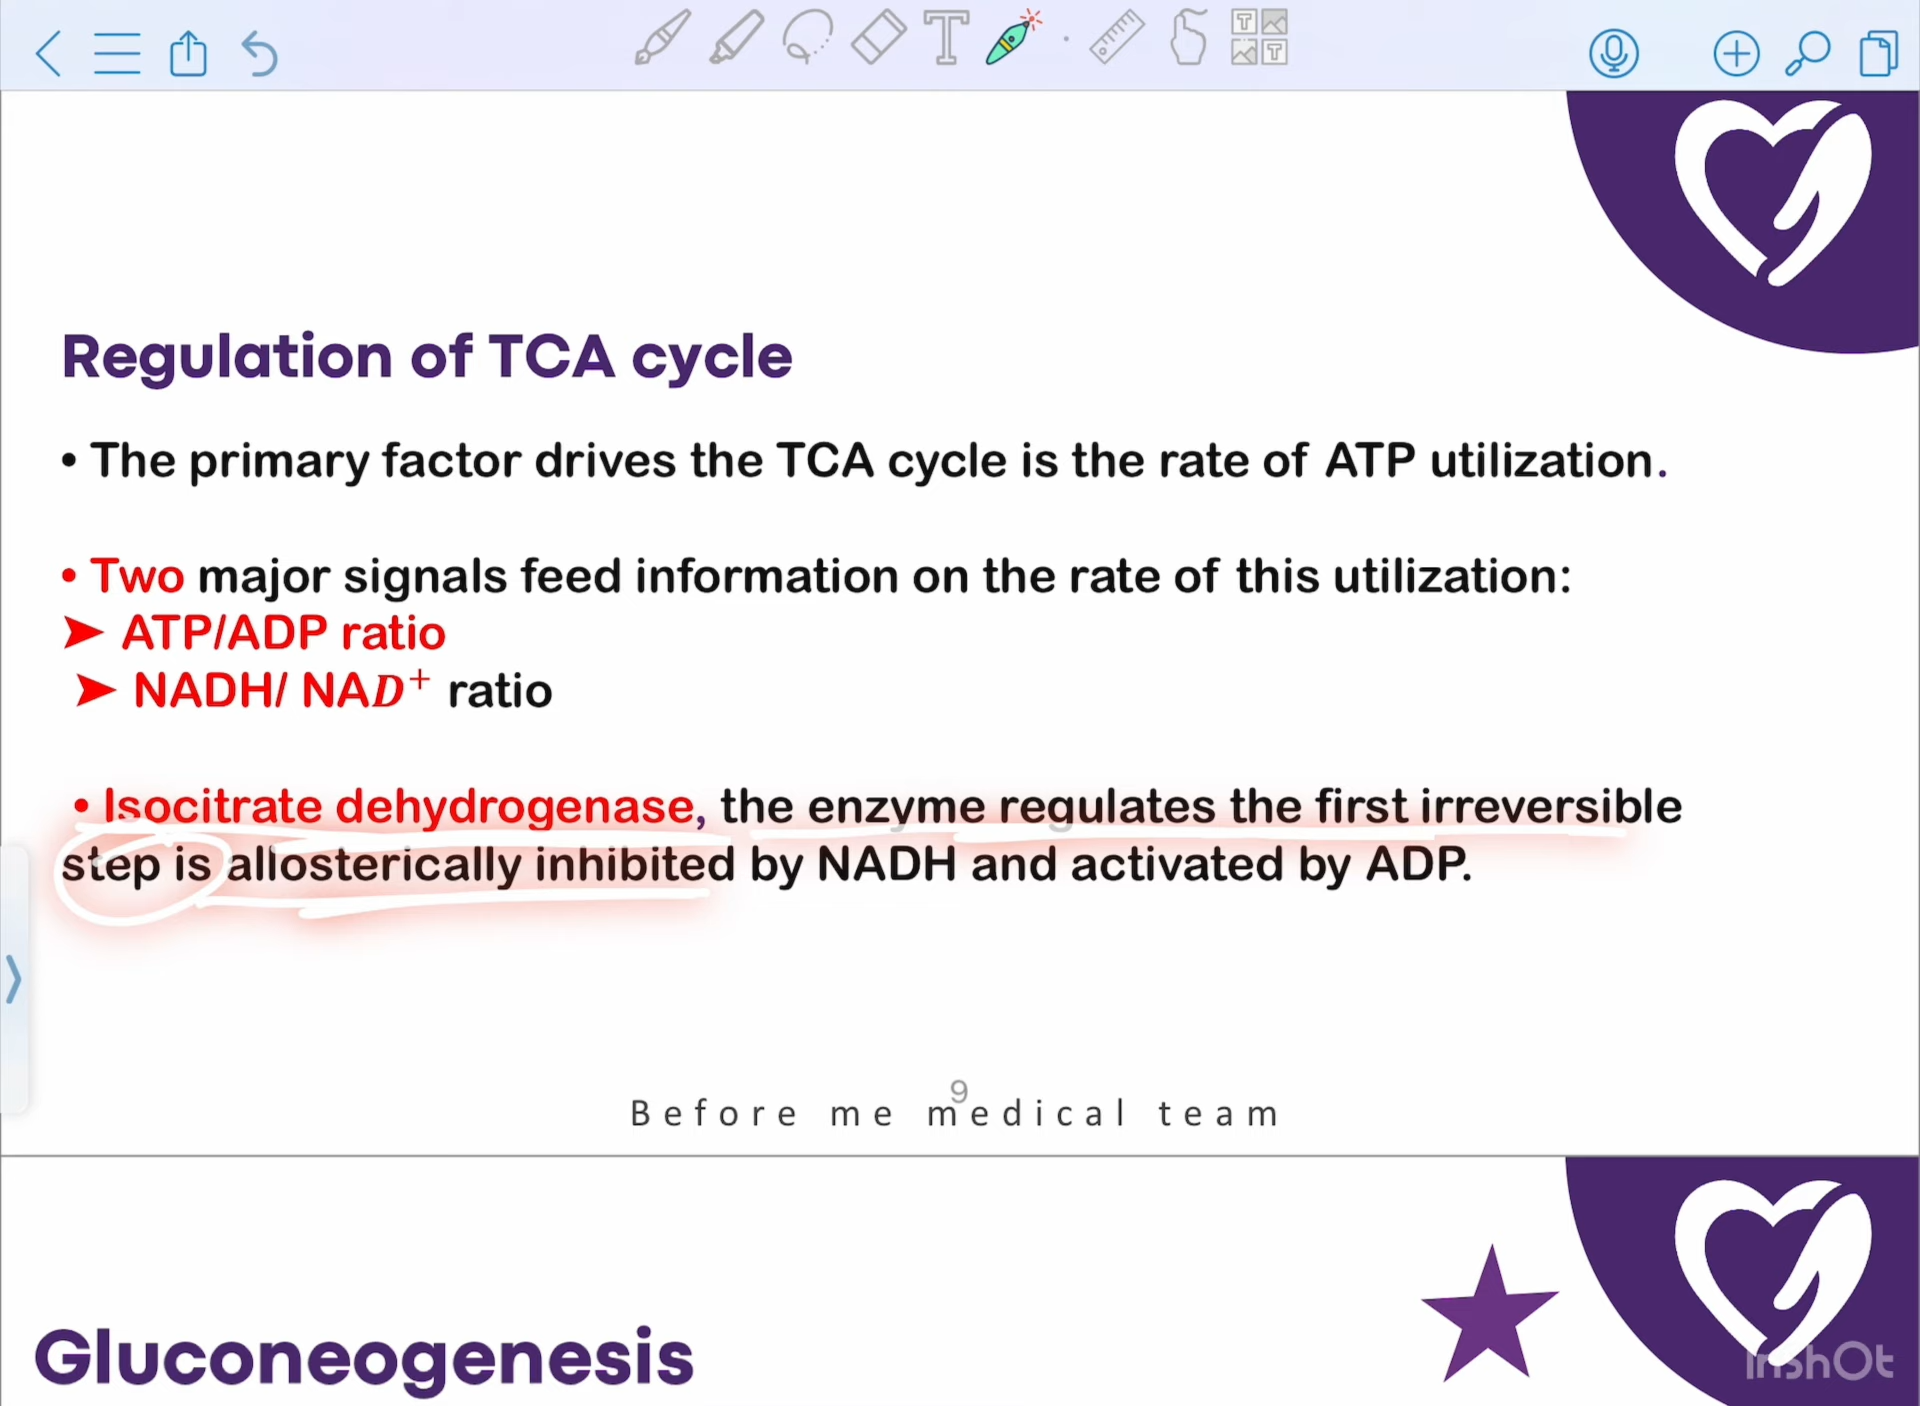 Regulation of TCA cycle
• The primary factor drives the TCA cycle is the rate of ATP utilization.
• Two major signals feed information on the rate of this utilization:
➤ ATP/ADP ratio
➤ NADH/ NAD⁺ ratio
• Isocitrate dehydrogenase, the enzyme regulates the first irreversible
step is allosterically inhibited by NADH and activated by ADP.
9
Before me medical team
Gluconeogenesis
InShOt